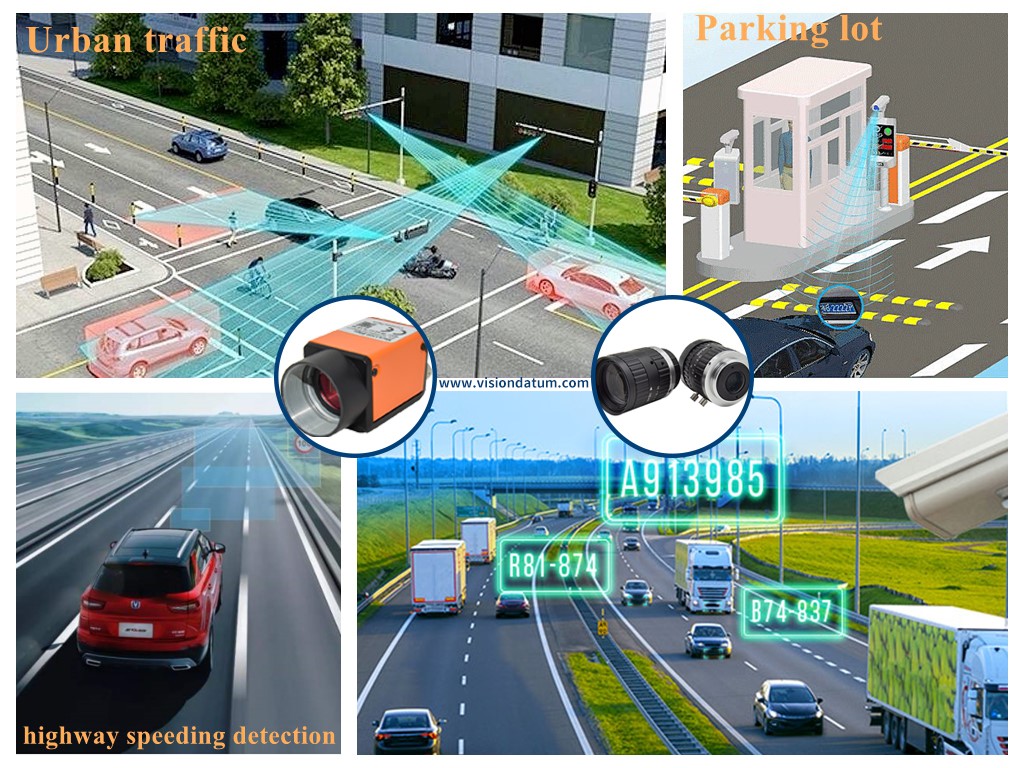 Urban traffic
Parking lot
www.visiondatum.com
A913985
R81-874
B74-837
highway speeding detection